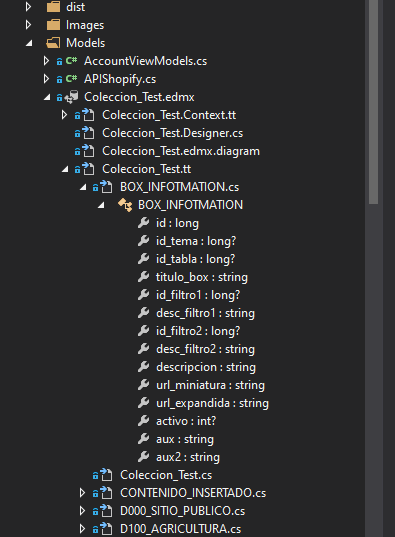 dist
Images
Models
C# AccountViewModels.cs
C# APIShopify.cs
Coleccion_Test.edmx
Coleccion_Test.Context.tt
Coleccion_Test.Designer.cs
Coleccion_Test.edmx.diagram
Coleccion_Test.tt
BOX_INFOTMATION.cs
BOX_INFOTMATION
id : long
id_tema : long?
id_tabla : long?
titulo_box : string
id_filtro1 : long?
desc_filtro1 : string
id_filtro2 : long?
desc_filtro2 : string
descripcion : string
url_miniatura : string
url_expandida : string
activo : int?
aux : string
aux2 : string
Coleccion_Test.cs
CONTENIDO_INSERTADO.cs
D000_SITIO_PUBLICO.cs
D100_AGRICULTURA.cs